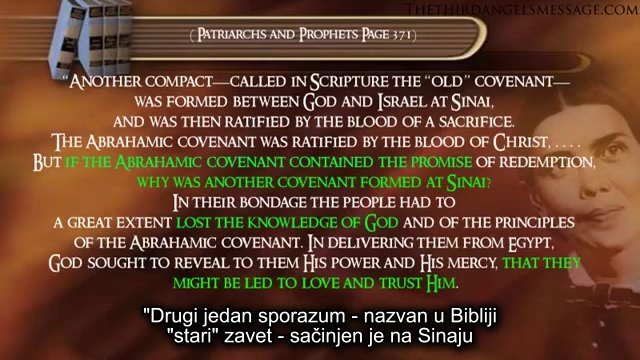 THETHIRDANGELSMESSAGE.COM
( PATRIARCHS AND PROPHETS PAGE 371)
“ANOTHER COMPACT—CALLED IN SCRIPTURE THE “OLD” COVENANT—
WAS FORMED BETWEEN GOD AND ISRAEL AT SINAI,
AND WAS THEN RATIFIED BY THE BLOOD OF A SACRIFICE.
THE ABRAHAMIC COVENANT WAS RATIFIED BY THE BLOOD OF CHRIST, . . . .
BUT IF THE ABRAHAMIC COVENANT CONTAINED THE PROMISE OF REDEMPTION,
WHY WAS ANOTHER COVENANT FORMED AT SINAI?
IN THEIR BONDAGE THE PEOPLE HAD TO
A GREAT EXTENT LOST THE KNOWLEDGE OF GOD AND OF THE PRINCIPLES
OF THE ABRAHAMIC COVENANT. IN DELIVERING THEM FROM EGYPT,
GOD SOUGHT TO REVEAL TO THEM HIS POWER AND HIS MERCY, THAT THEY
MIGHT BE LED TO LOVE AND TRUST HIM.
"Drugi jedan sporazum - nazvan u Bibliji
"stari" zavet - sačinjen je na Sinaju